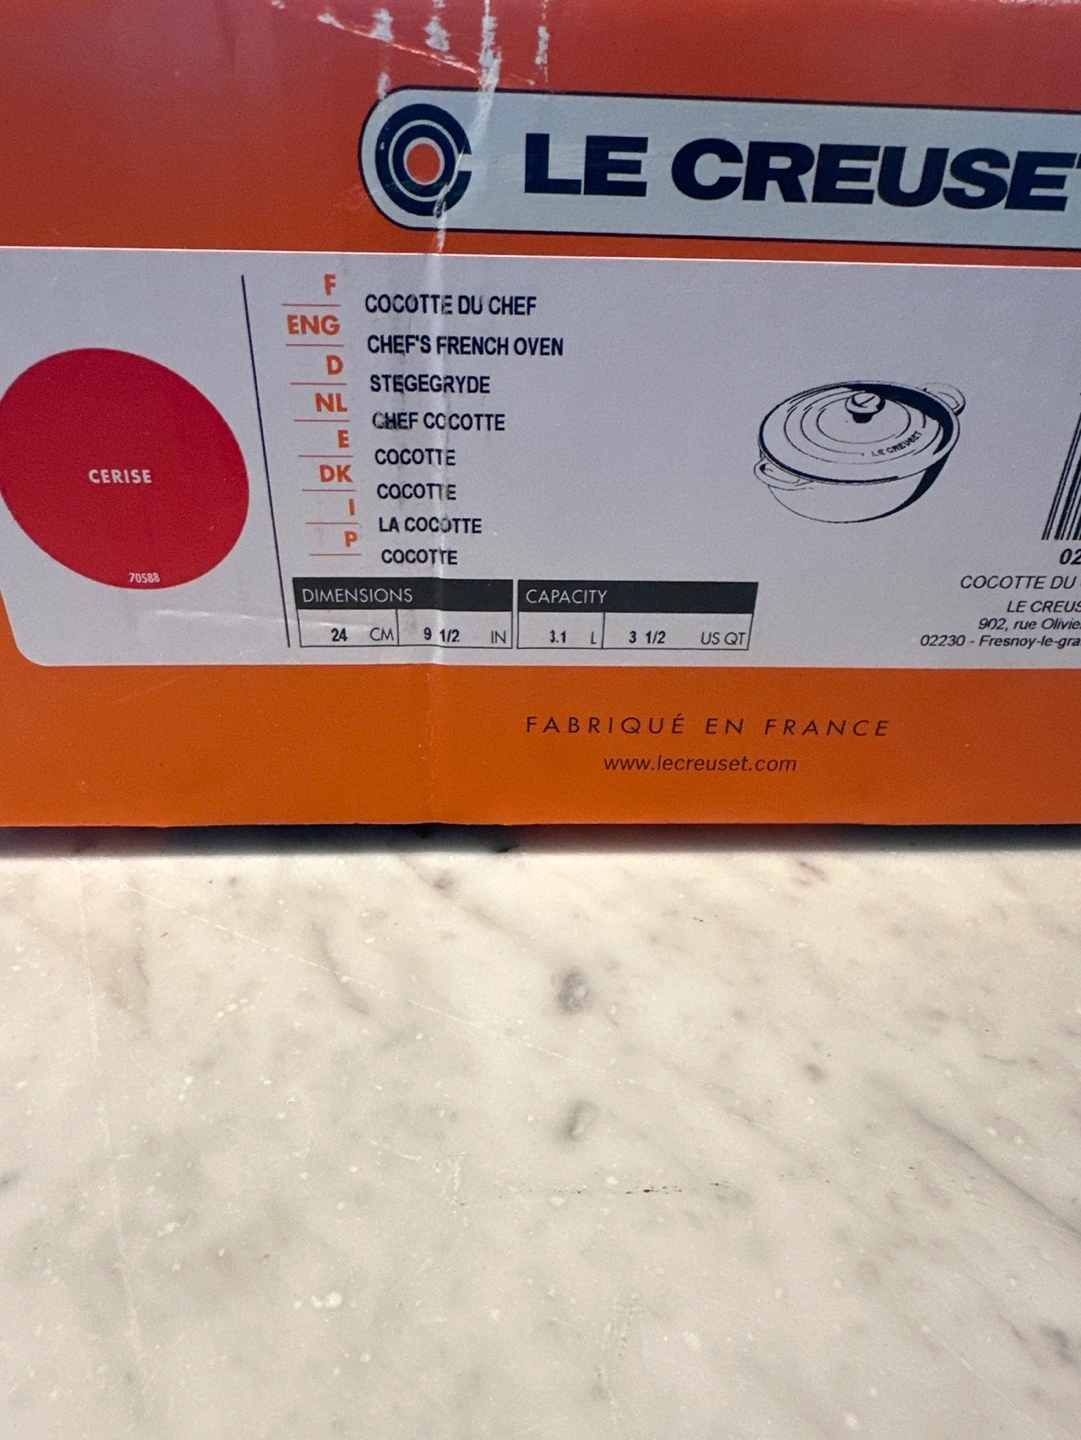 LE CREUSET
F COCOTTE DU CHEF
ENG CHEF'S FRENCH OVEN
D STEGEGRYDE
NL CHEF COCOTTE
E COCOTTE
DK COCOTTE
I LA COCOTTE
P COCOTTE
CERISE
70588
LE CREUSET
DIMENSIONS CAPACITY
24 CM 9 1/2 IN 3.1 L 3 1/2 US QT
02
COCOTTE DU
LE CREUS
902, rue Olivie
02230 - Fresnoy-le-gra
FABRIQUÉ EN FRANCE
www.lecreuset.com